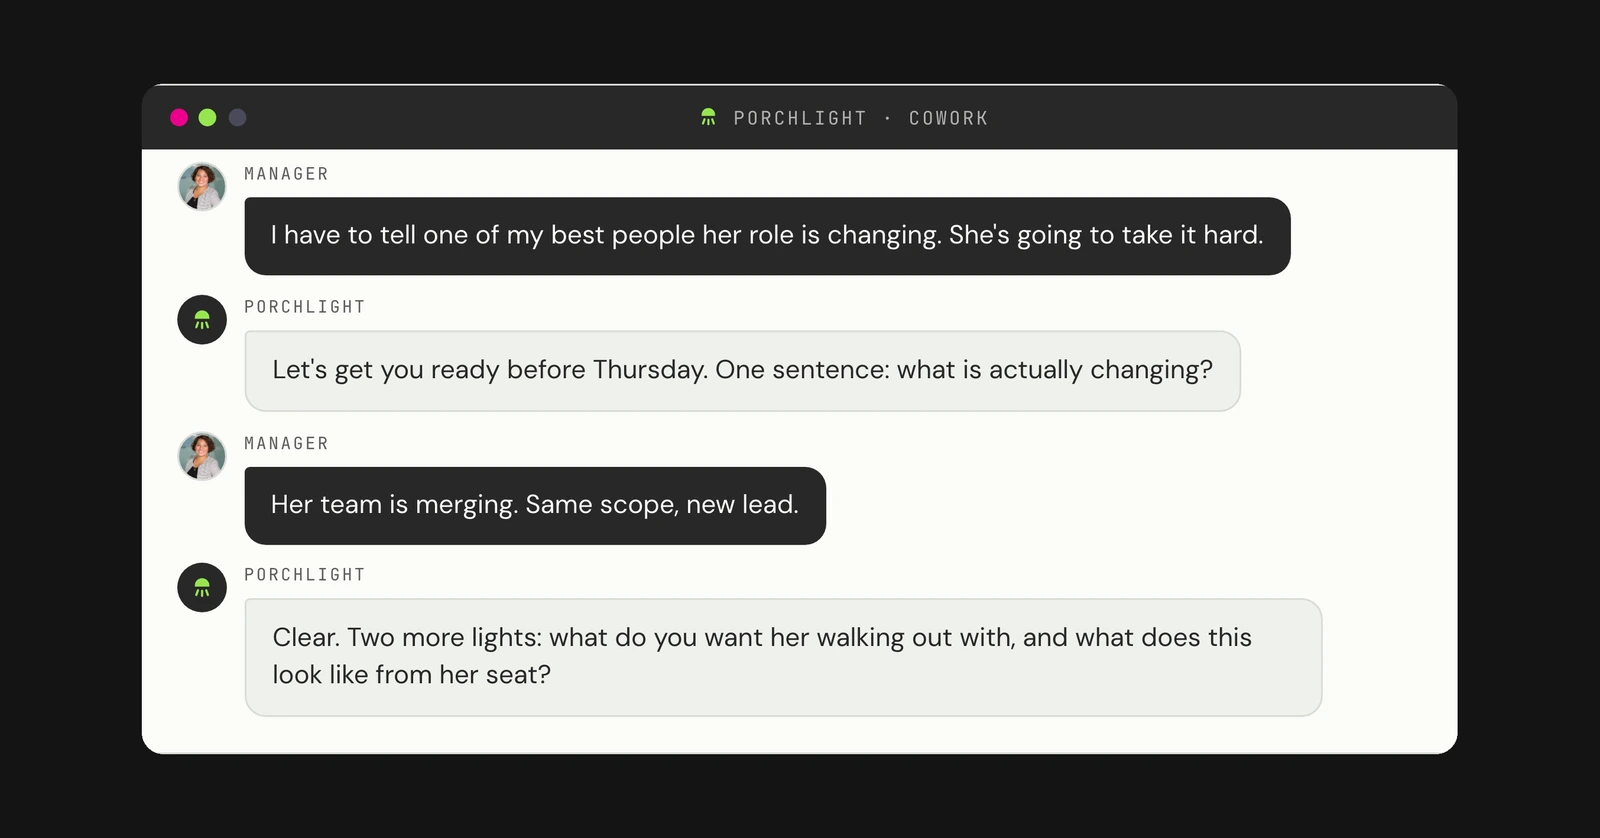 PORCHLIGHT · COWORK
MANAGER
I have to tell one of my best people her role is changing. She's going to take it hard.
PORCHLIGHT
Let's get you ready before Thursday. One sentence: what is actually changing?
MANAGER
Her team is merging. Same scope, new lead.
PORCHLIGHT
Clear. Two more lights: what do you want her walking out with, and what does this
look like from her seat?